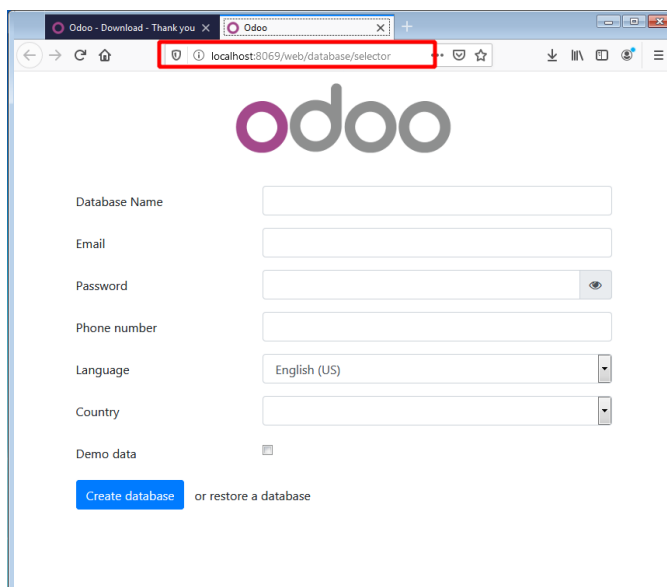 Odoo - Download - Thank you
Odoo
localhost:8069/web/database/selector
odoo
Database Name
Email
Password
Phone number
Language
English (US)
Country
Demo data
Create database
or restore a database